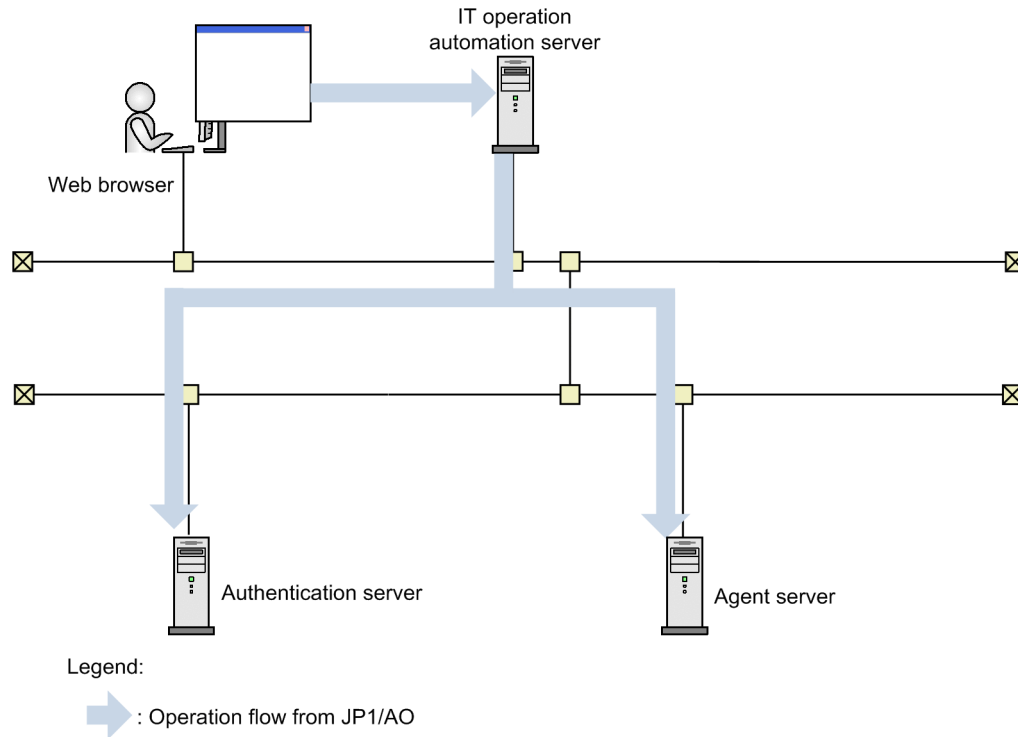 IT operation
automation server
Web browser
Authentication server
Agent server
Legend:
: Operation flow from JP1/AO